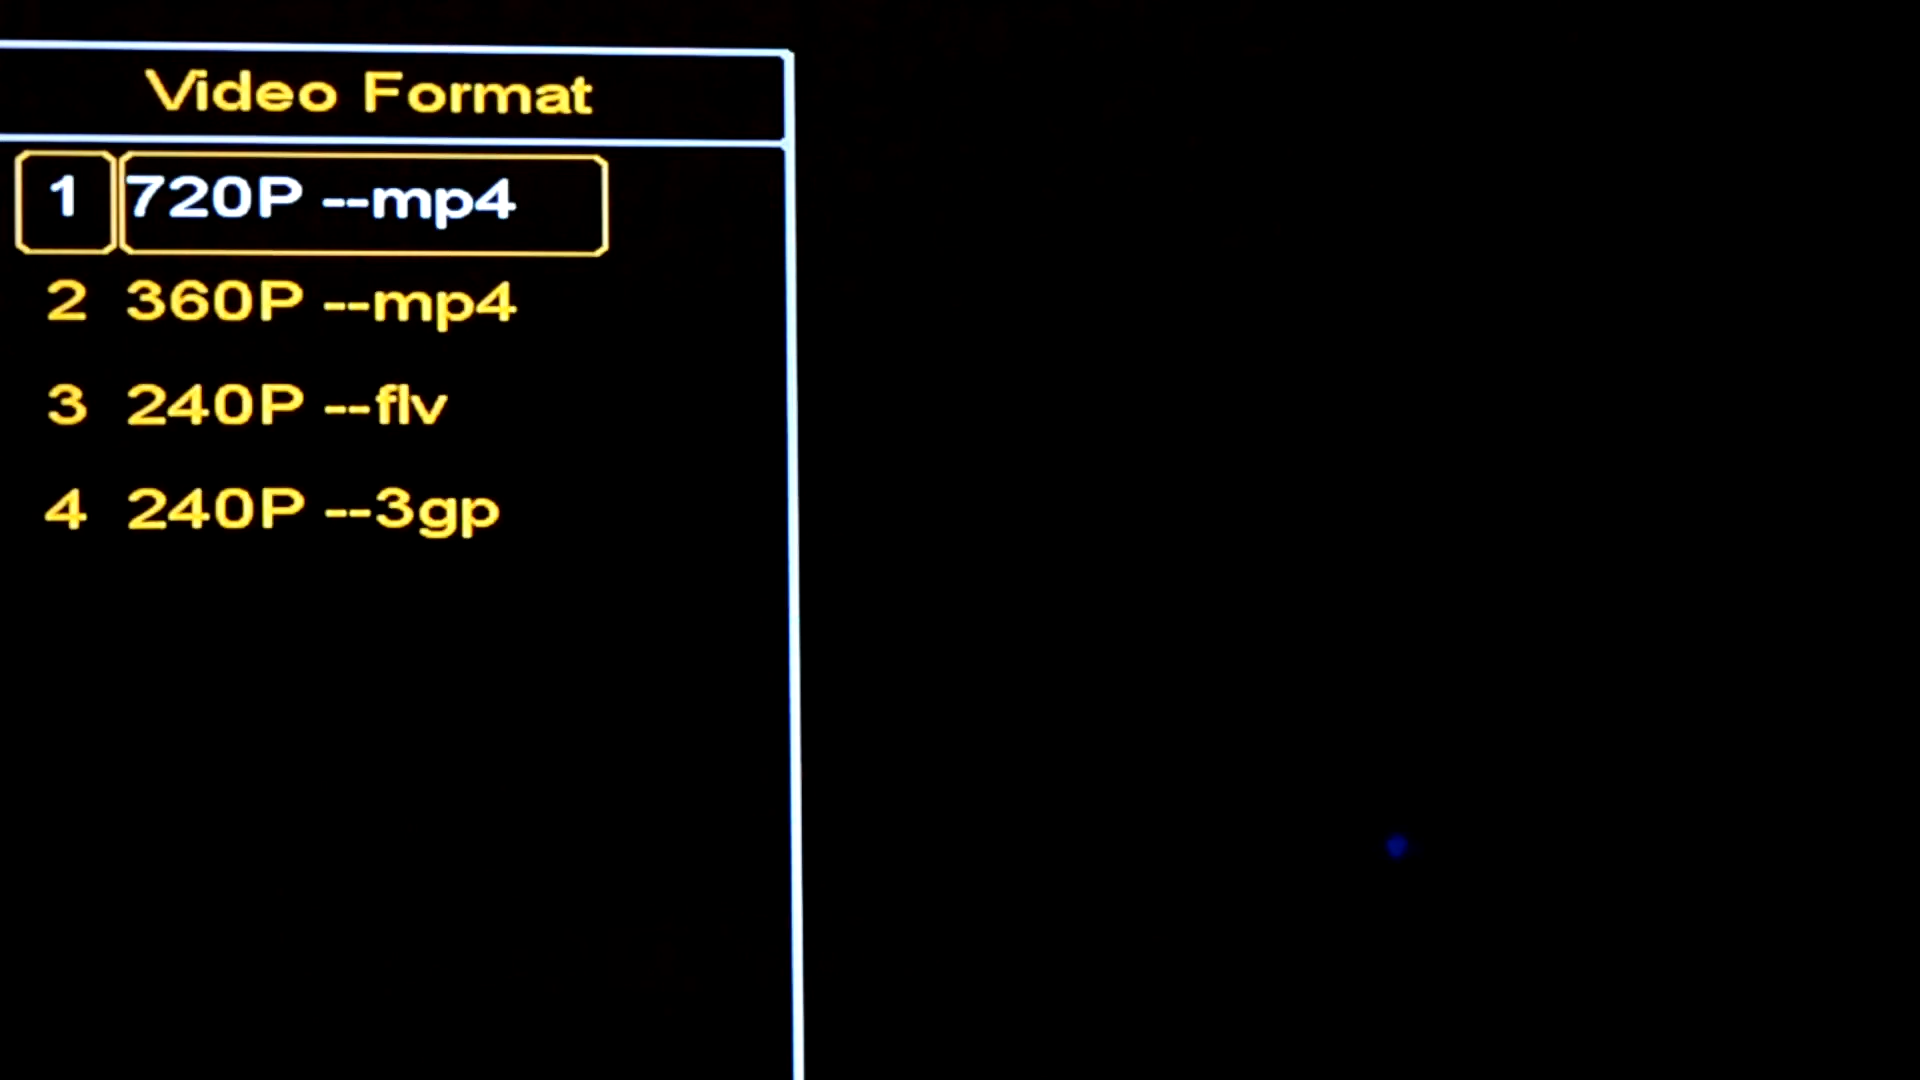 Video Format
1 720P --mp4
2 360P --mp4
3 240P --flv
4 240P --3gp